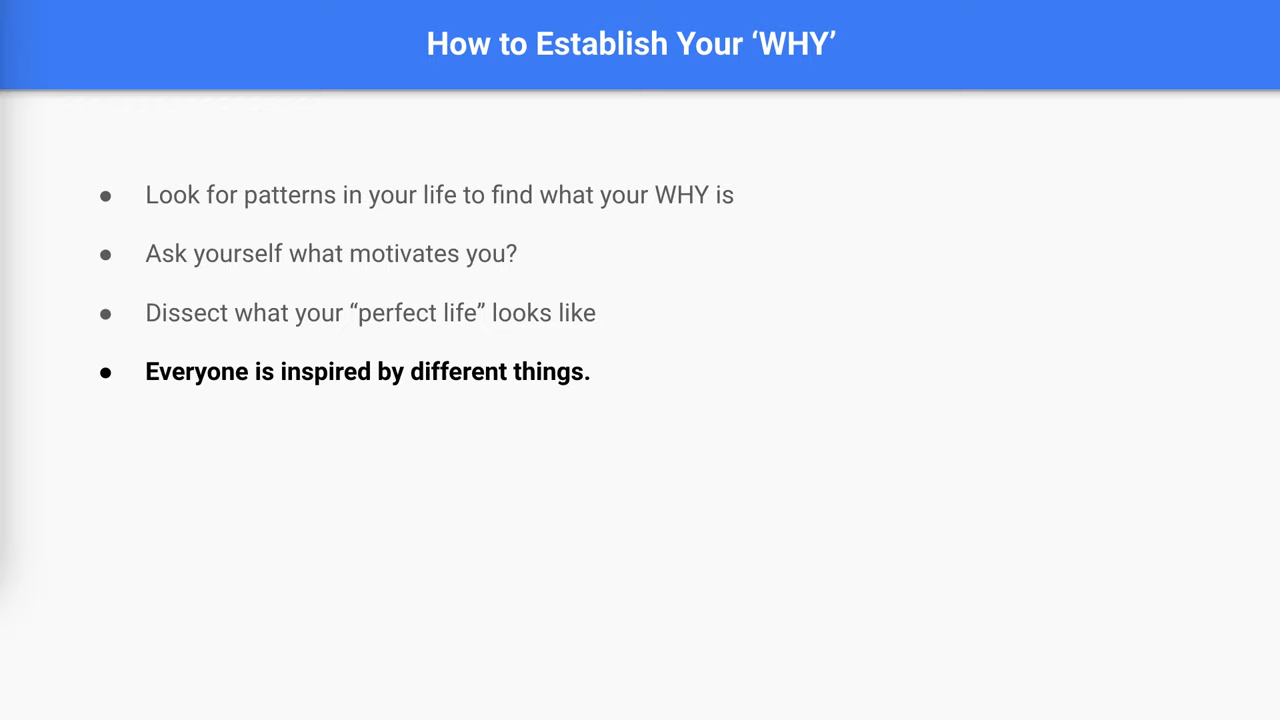 How to Establish Your ‘WHY’
● Look for patterns in your life to find what your WHY is
● Ask yourself what motivates you?
● Dissect what your “perfect life” looks like
● Everyone is inspired by different things.